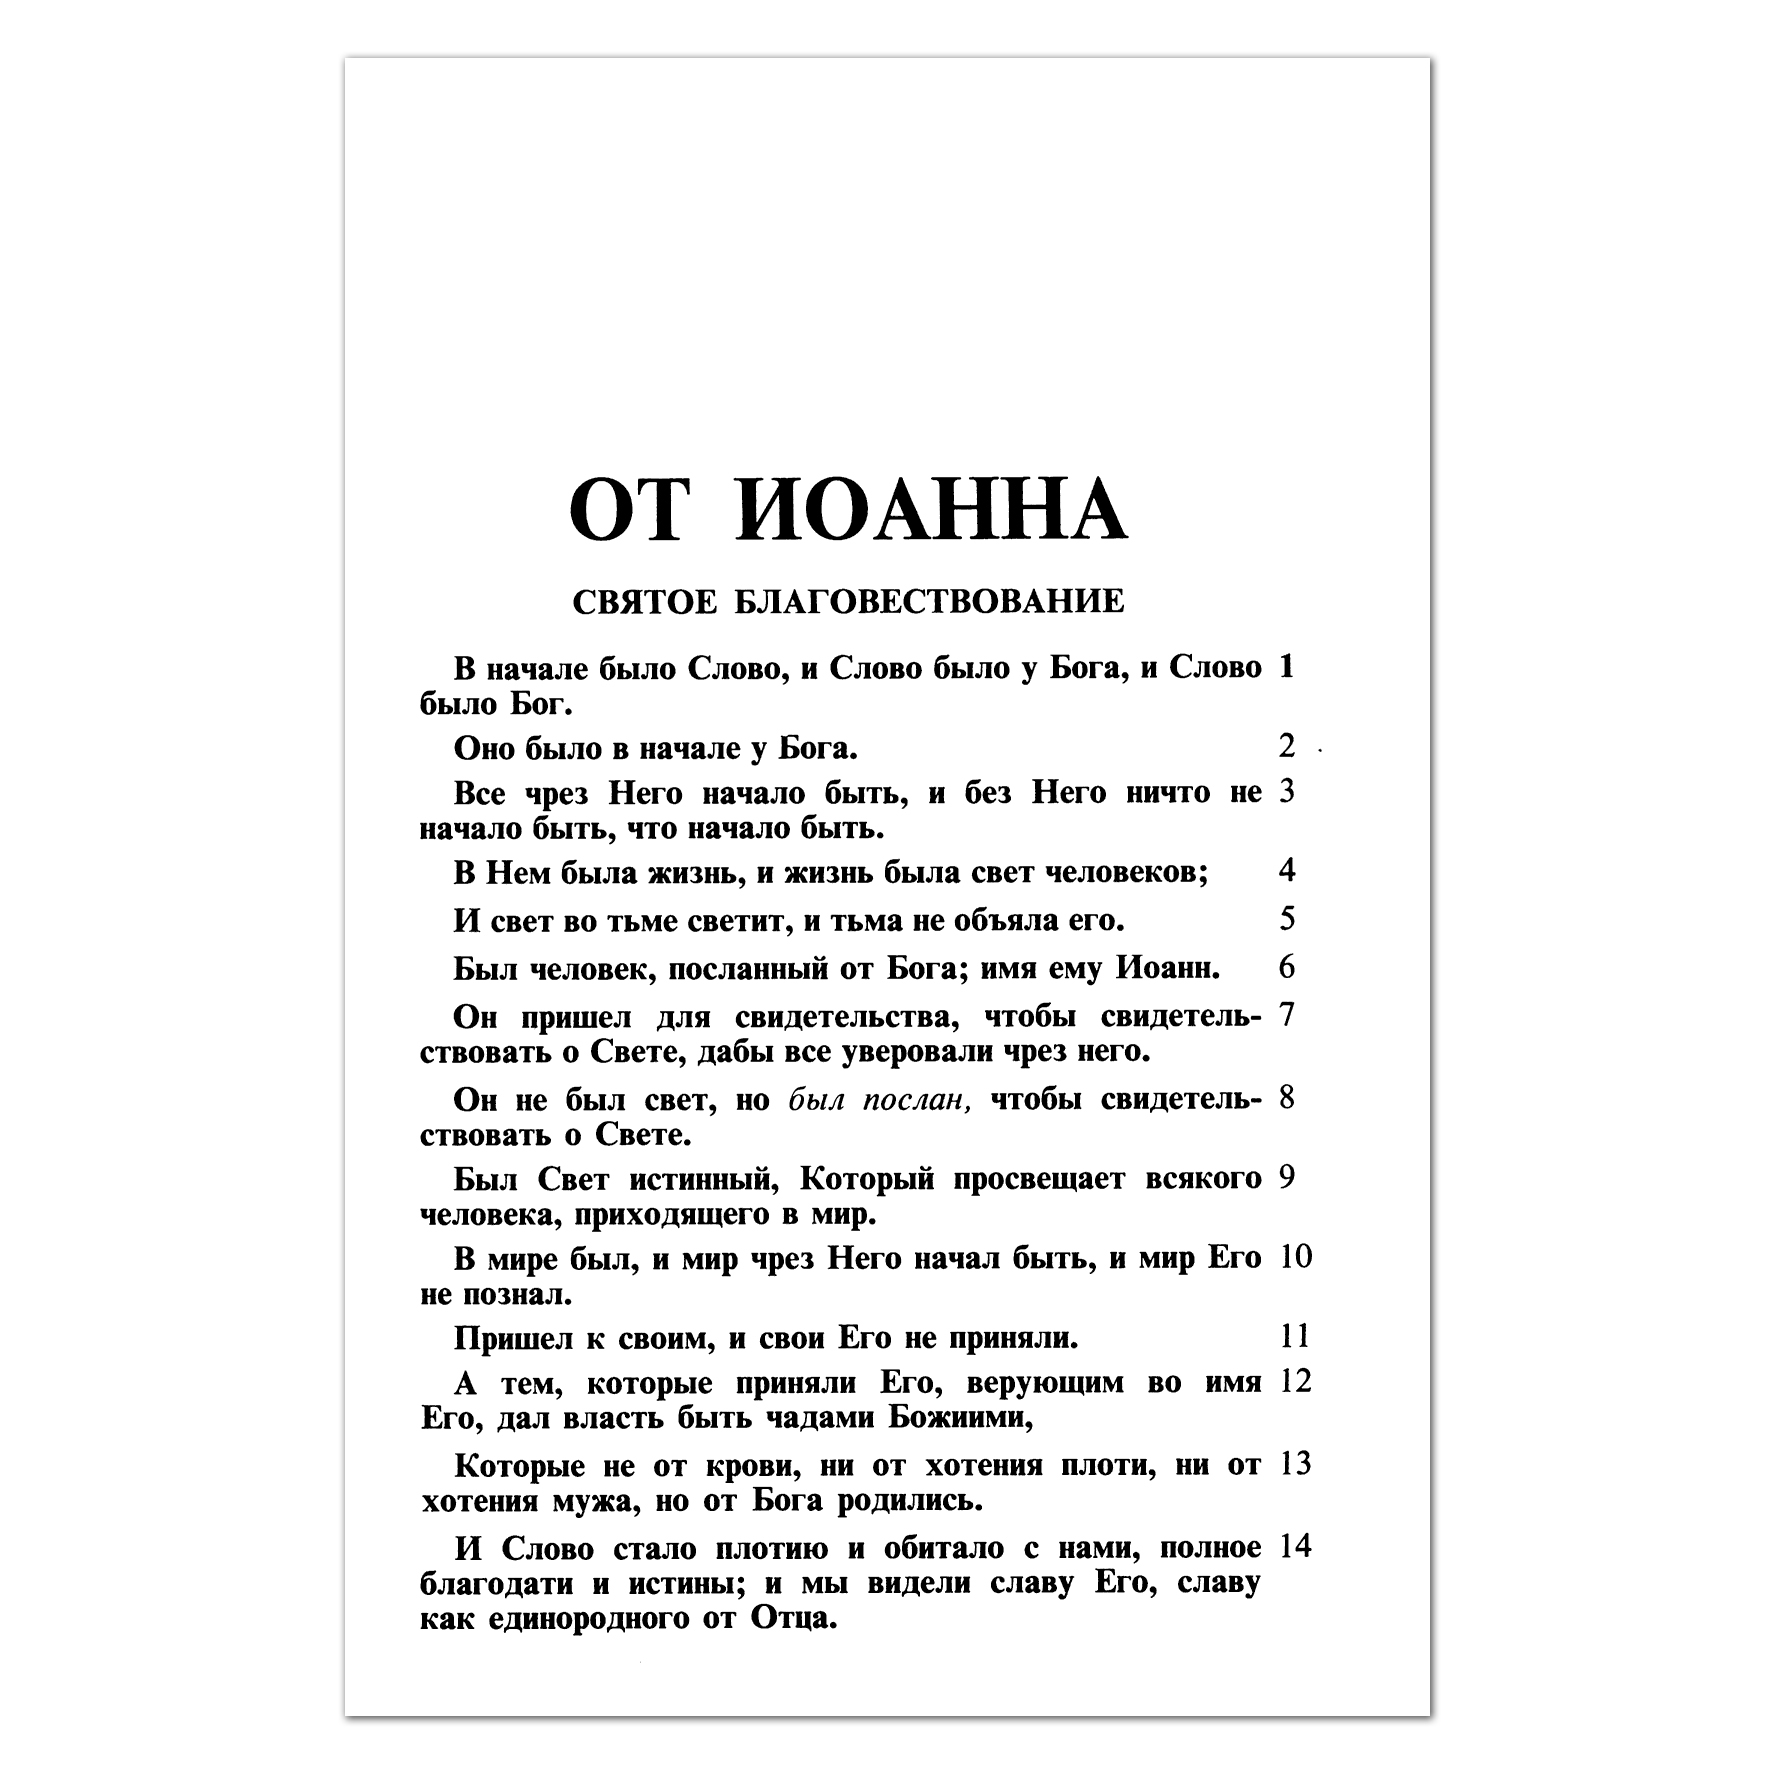 ОТ ИОАННА
СВЯТОЕ БЛАГОВЕСТВОВАНИЕ
В начале было Слово, и Слово было у Бога, и Слово 1
было Бог.
Оно было в начале у Бога. 2
Все чрез Него начало быть, и без Него ничто не 3
начало быть, что начало быть.
В Нем была жизнь, и жизнь была свет человеков; 4
И свет во тьме светит, и тьма не объяла его. 5
Был человек, посланный от Бога; имя ему Иоанн. 6
Он пришел для свидетельства, чтобы свидетель- 7
ствовать о Свете, дабы все уверовали чрез него.
Он не был свет, но был послан, чтобы свидетель- 8
ствовать о Свете.
Был Свет истинный, Который просвещает всякого 9
человека, приходящего в мир.
В мире был, и мир чрез Него начал быть, и мир Его 10
не познал.
Пришел к своим, и свои Его не приняли. 11
А тем, которые приняли Его, верующим во имя 12
Его, дал власть быть чадами Божиими,
Которые не от крови, ни от хотения плоти, ни от 13
хотения мужа, но от Бога родились.
И Слово стало плотию и обитало с нами, полное 14
благодати и истины; и мы видели славу Его, славу
как единородного от Отца.